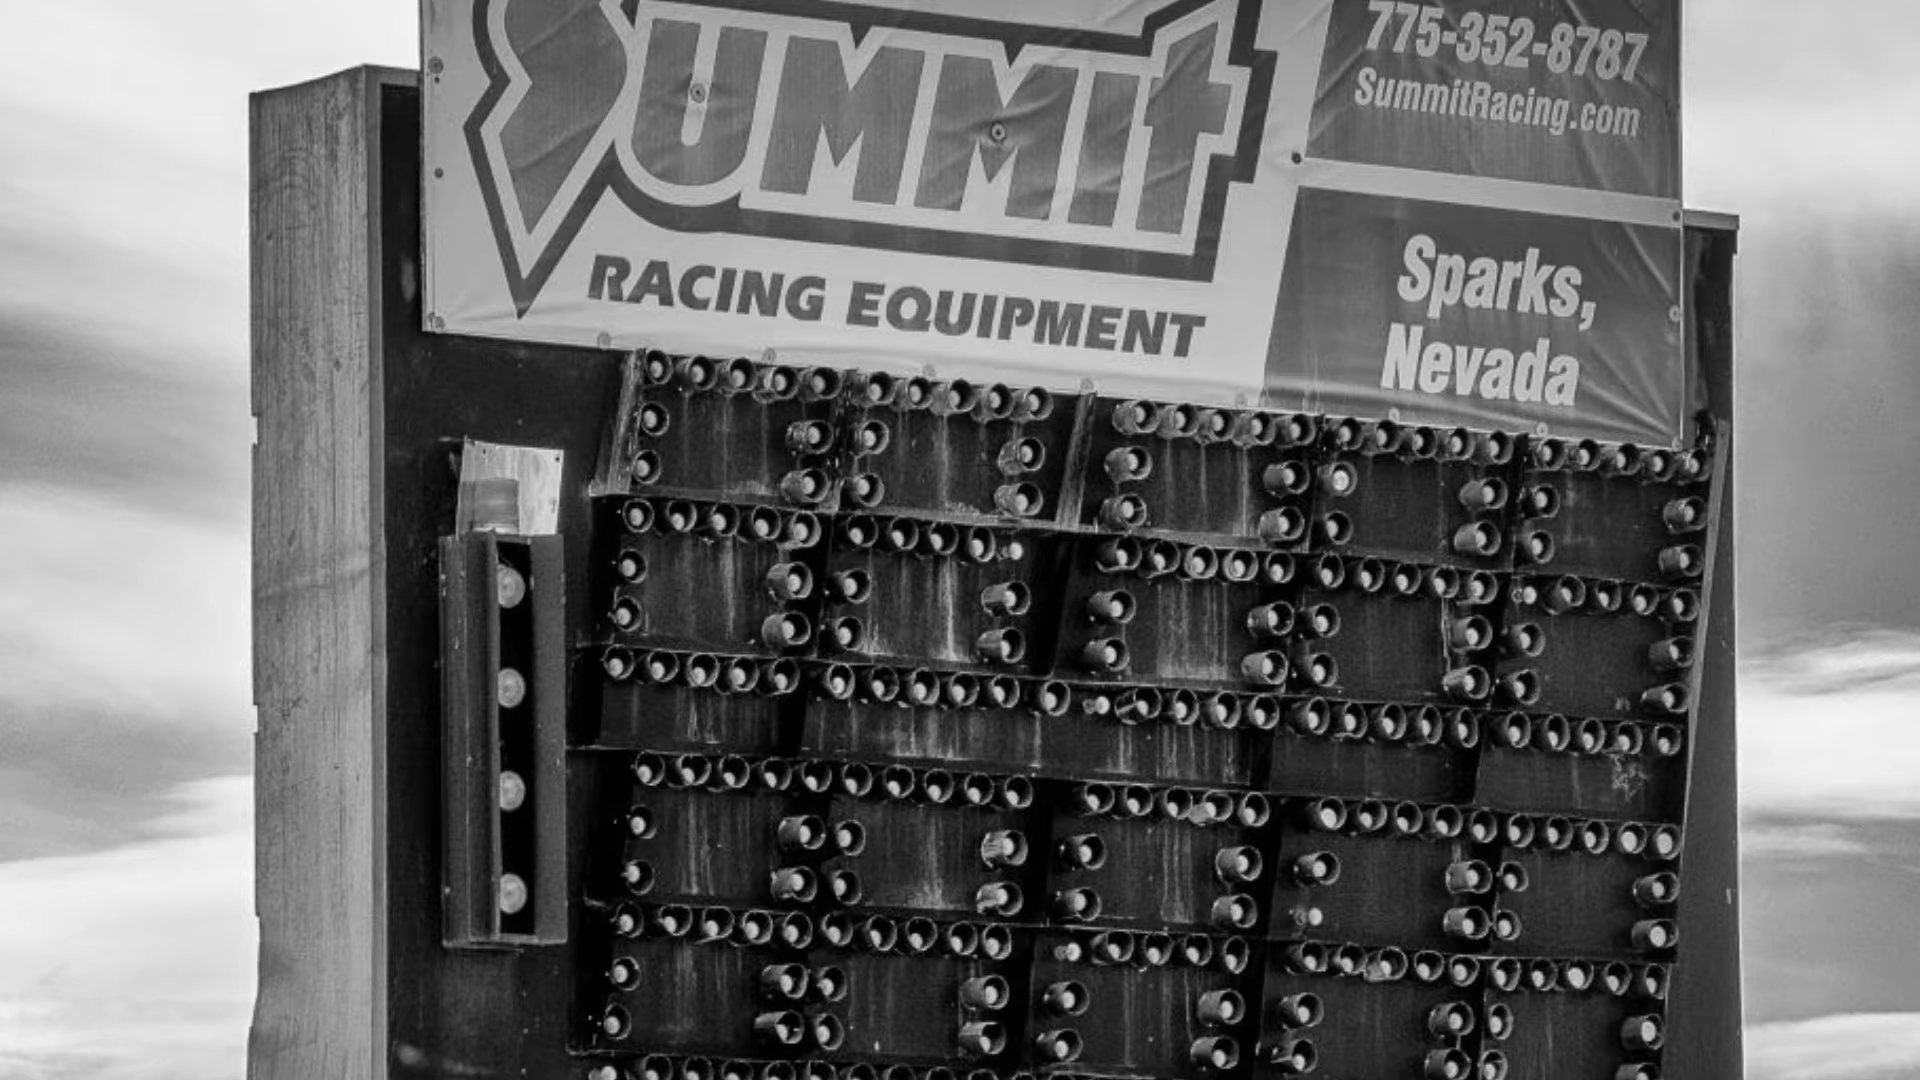 Summit
RACING EQUIPMENT
775-352-8787
SummitRacing.com
Sparks,
Nevada